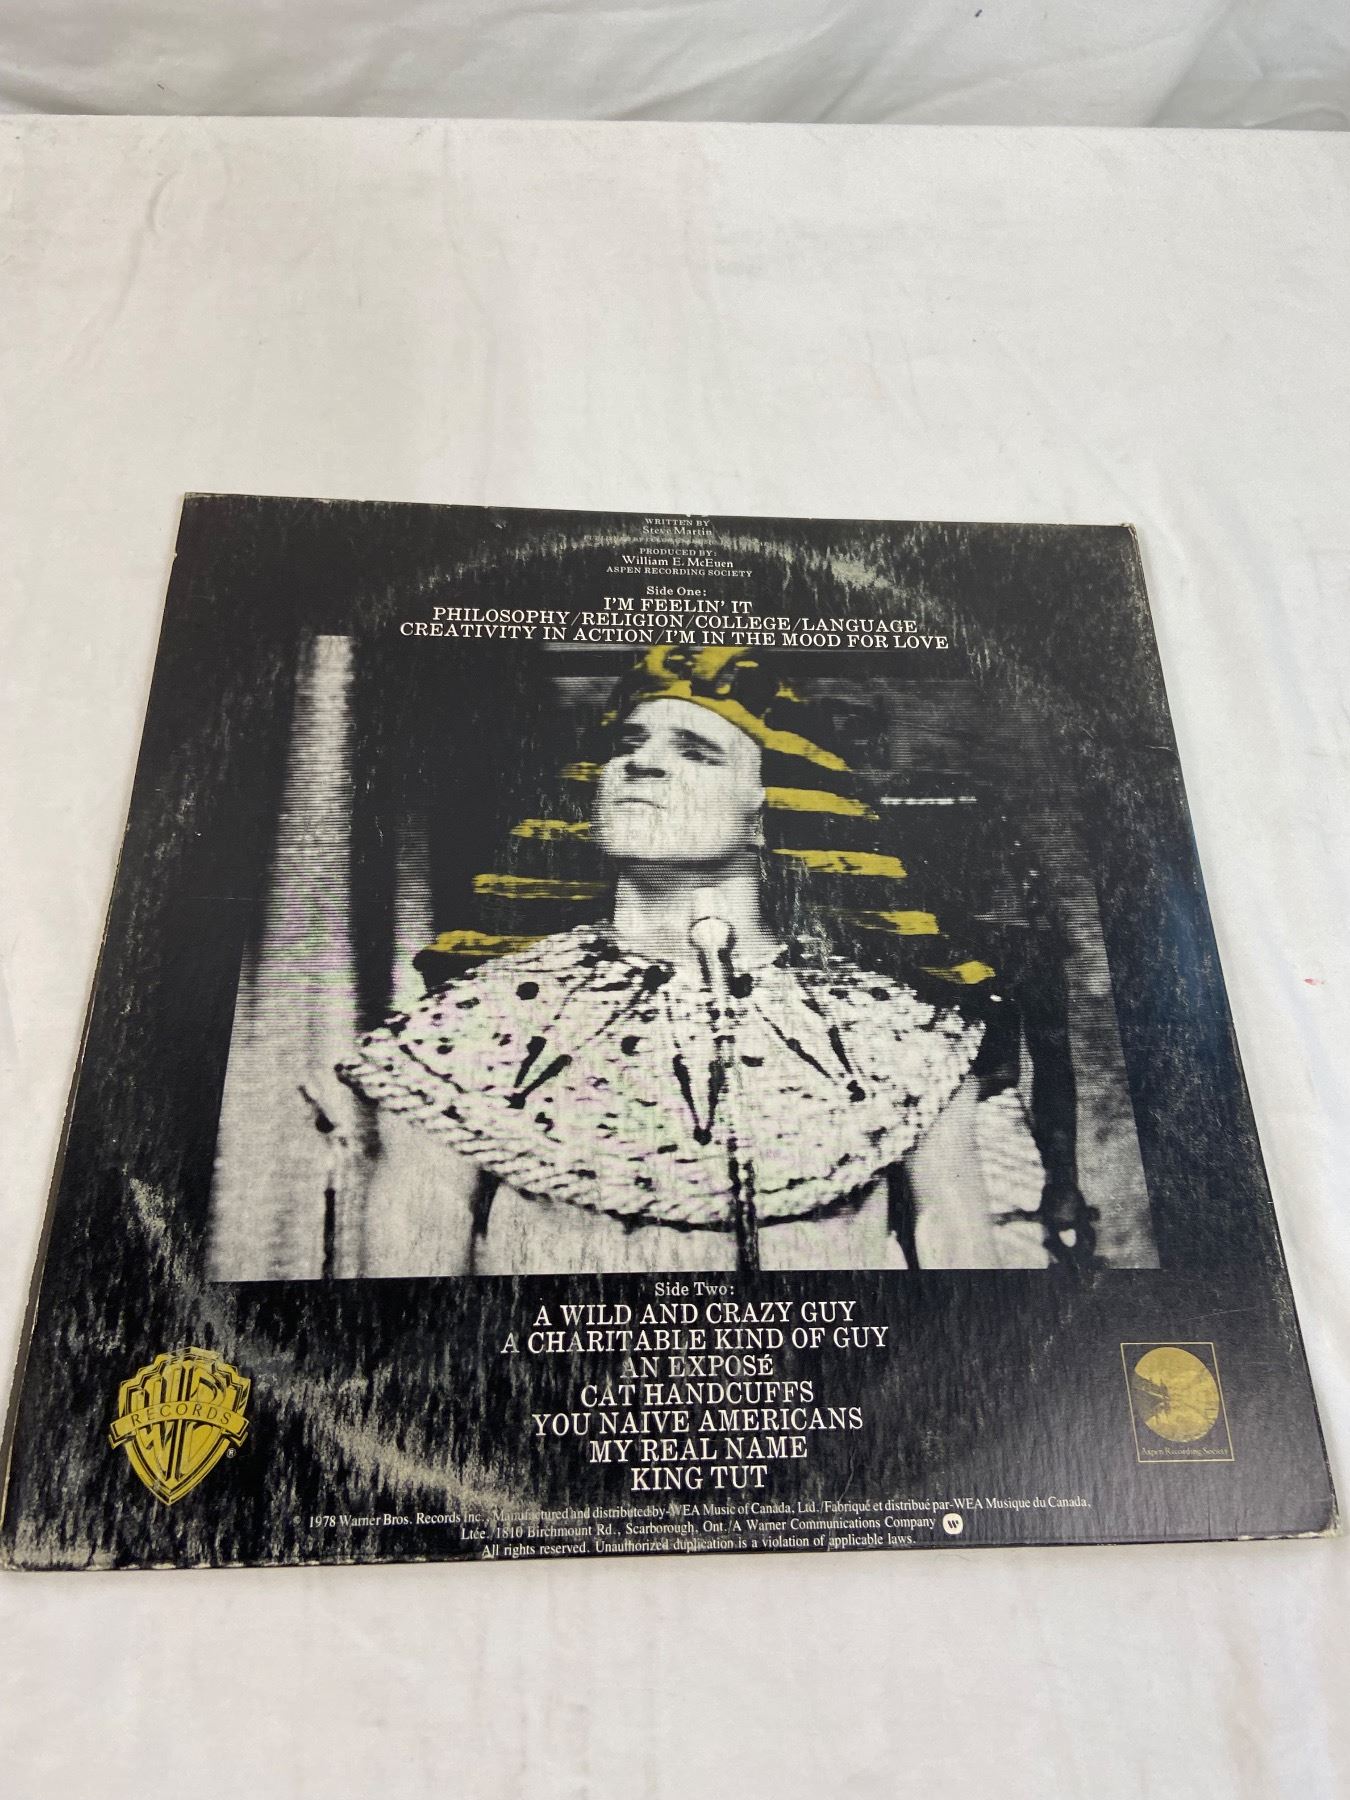 WRITTEN BY
Steve Martin
PRODUCED BY:
William E. McEuen
ASPEN RECORDING SOCIETY
Side One:
I'M FEELIN' IT
PHILOSOPHY/RELIGION/COLLEGE/LANGUAGE
CREATIVITY IN ACTION/I'M IN THE MOOD FOR LOVE
Side Two:
A WILD AND CRAZY GUY
A CHARITABLE KIND OF GUY
AN EXPOSÉ
CAT HANDCUFFS
YOU NAIVE AMERICANS
MY REAL NAME
KING TUT
WB
RECORDS
®
Aspen Recording Society
© 1978 Warner Bros. Records Inc., Manufactured and distributed by-WEA Music of Canada, Ltd./Fabriqué et distribué par-WEA Musique du Canada,
Ltée. 1810 Birchmount Rd., Scarborough, Ont./A Warner Communications Company
All rights reserved. Unauthorized duplication is a violation of applicable laws.